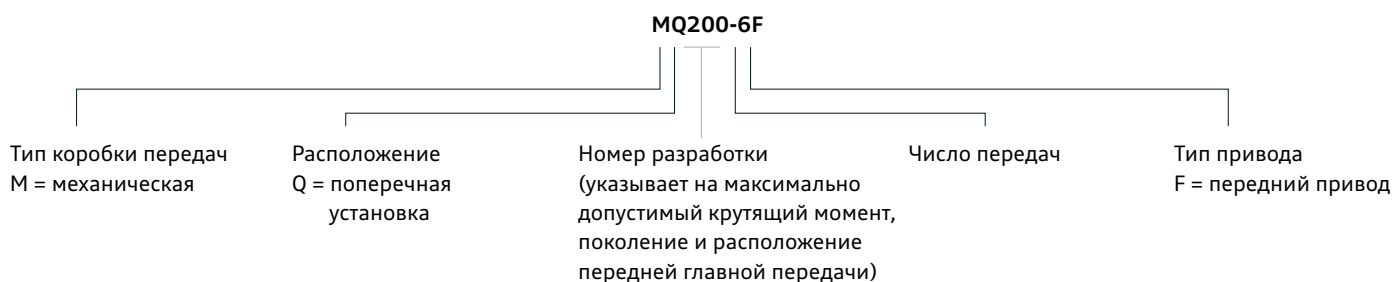 MQ200-6F
Тип коробки передач
M = механическая
Расположение
Q = поперечная
установка
Номер разработки
(указывает на максимально
допустимый крутящий момент,
поколение и расположение
передней главной передачи)
Число передач
Тип привода
F = передний привод